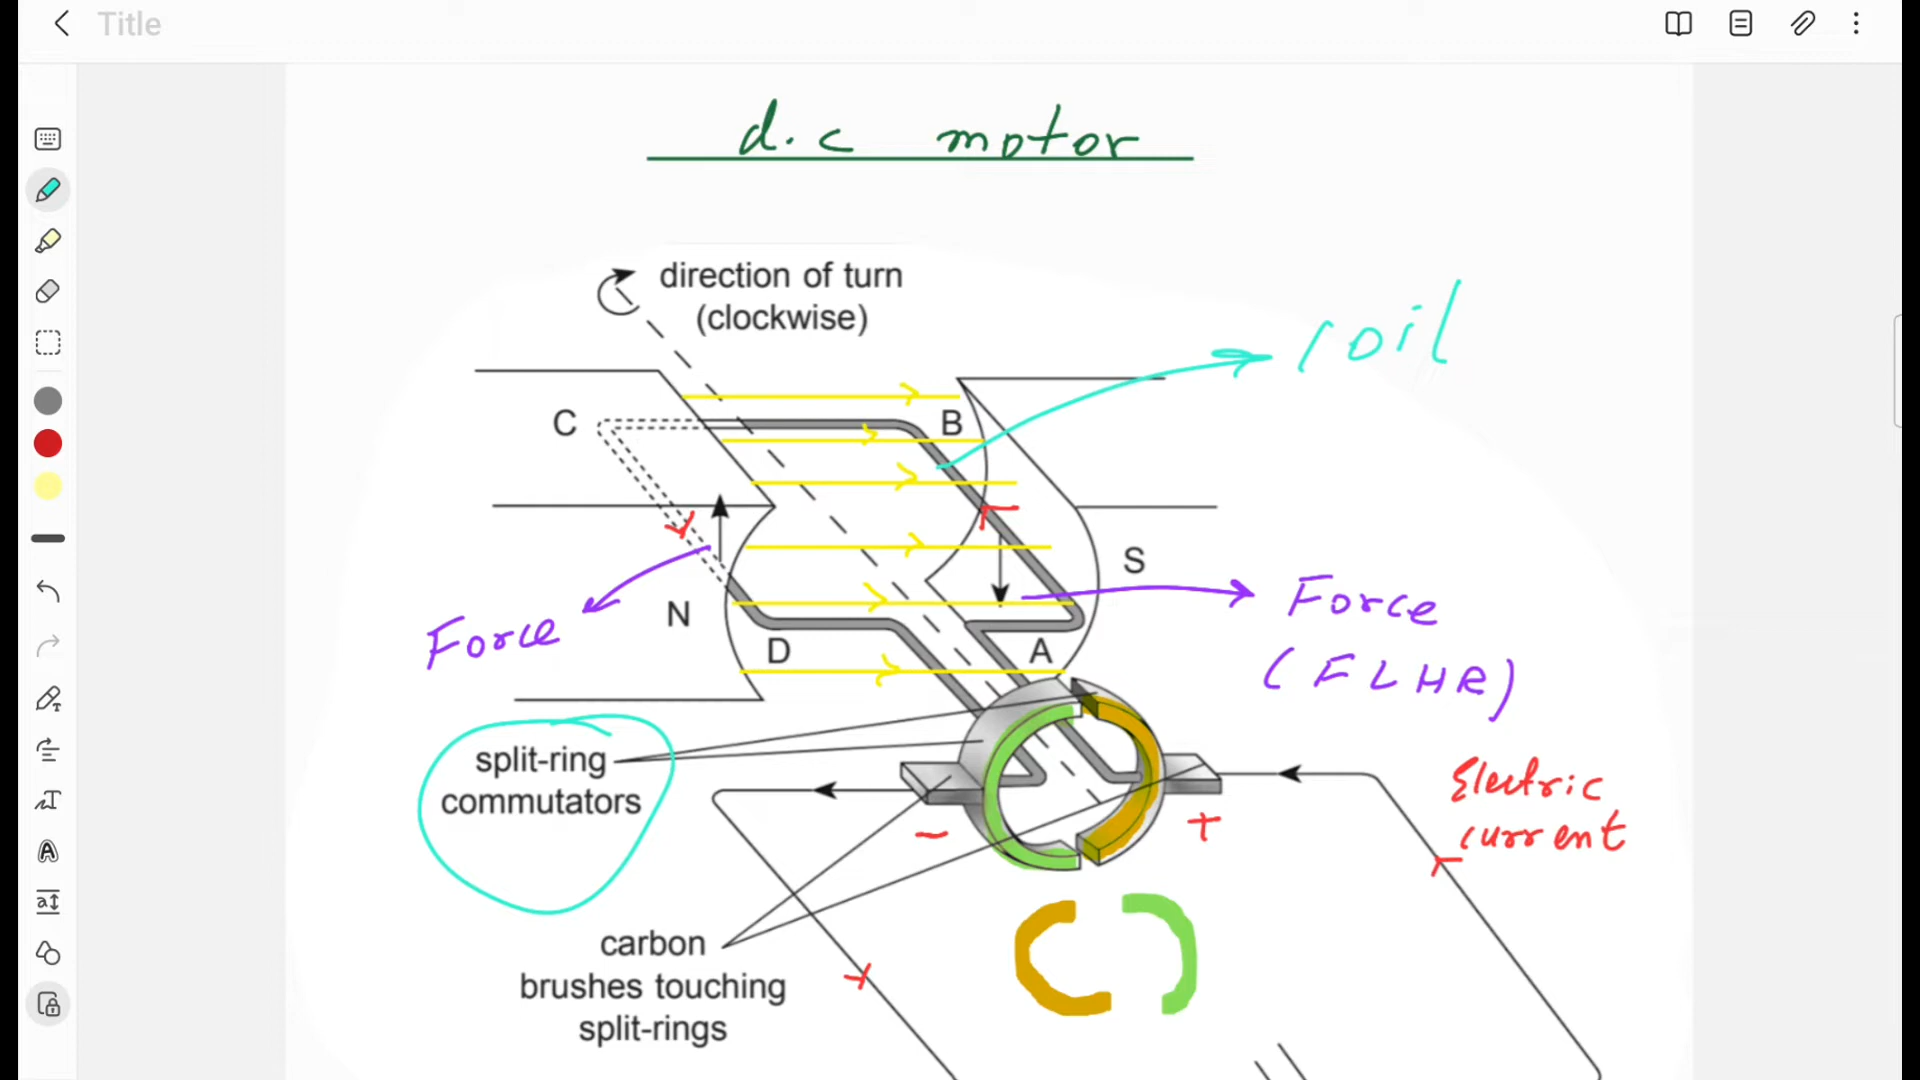 Title
d.c motor
direction of turn
(clockwise)
coil
C
B
S
N
Force
Force
D
A
(FLHR)
split-ring
commutators
Electric
current
-
+
carbon
brushes touching
split-rings